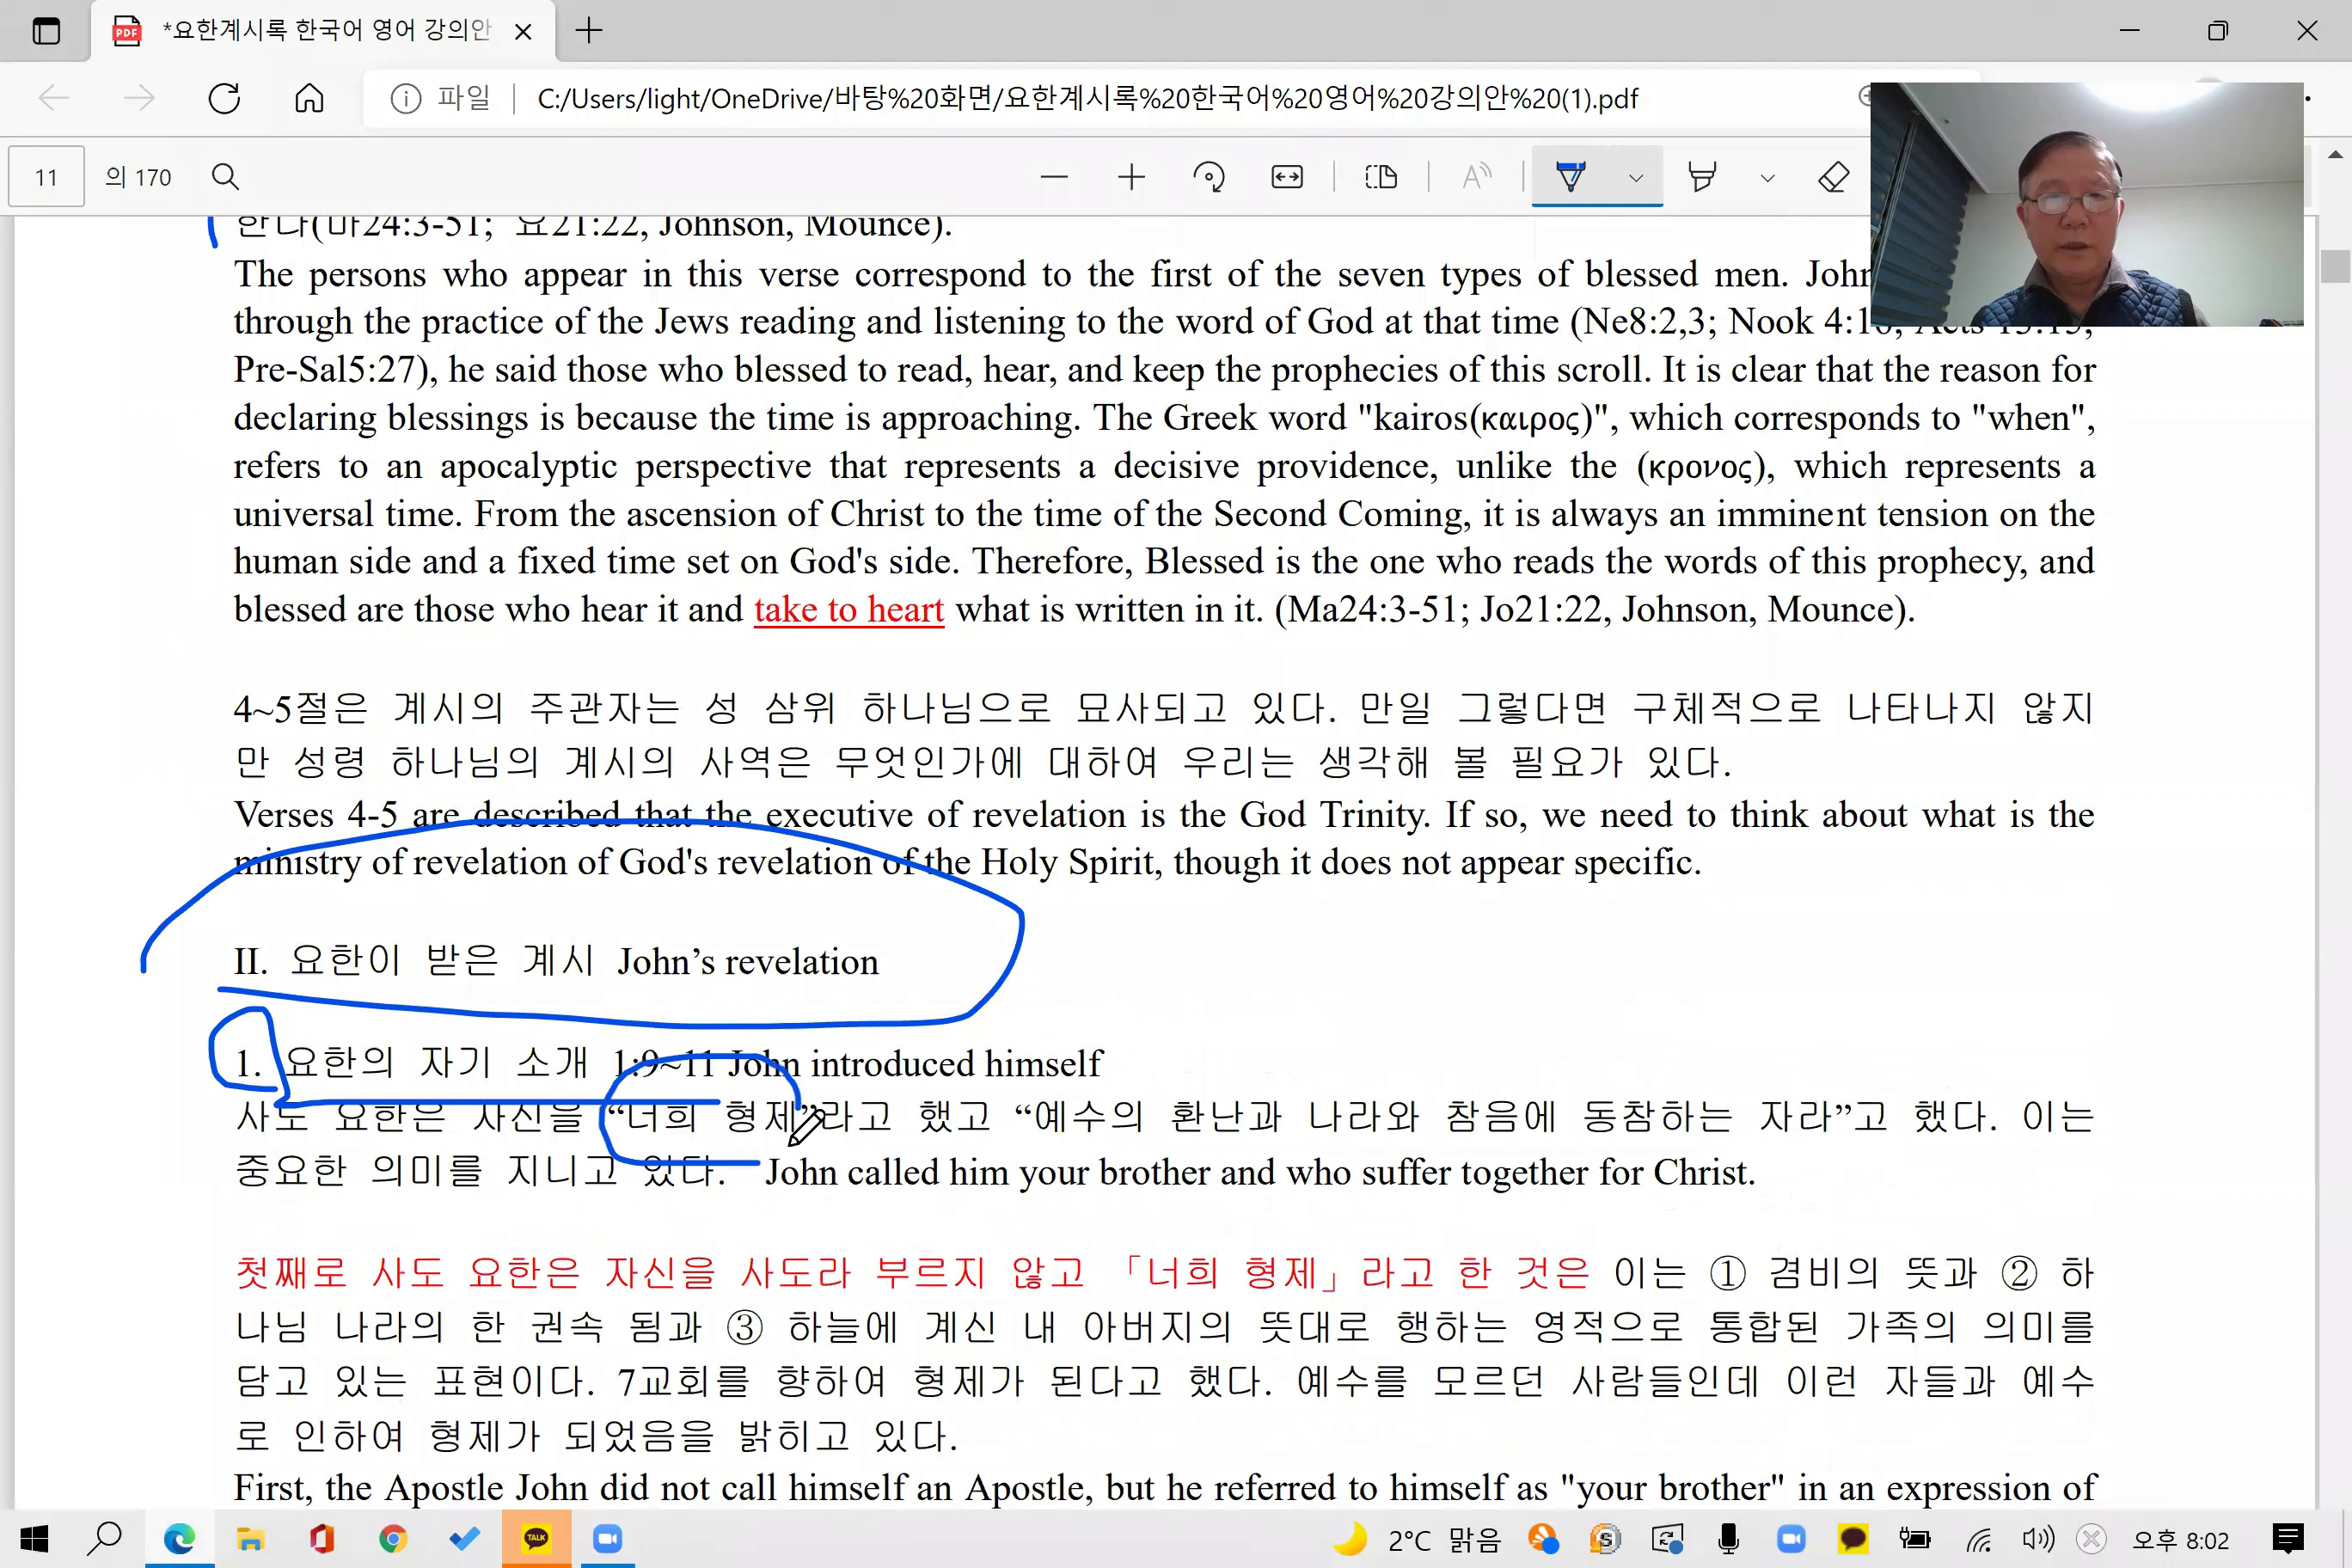 *요한계시록 한국어 영어 강의안
파일 C:/Users/light/OneDrive/바탕%20화면/요한계시록%20한국어%20영어%20강의안%20(1).pdf
11 의 170
한다(마24:3-51; 요21:22, Johnson, Mounce).
The persons who appear in this verse correspond to the first of the seven types of blessed men. John
through the practice of the Jews reading and listening to the word of God at that time (Ne8:2,3; Nook
Pre-Sal5:27), he said those who blessed to read, hear, and keep the prophecies of this scroll. It is clear that the reason for
declaring blessings is because the time is approaching. The Greek word "kairos(καιρος)", which corresponds to "when",
refers to an apocalyptic perspective that represents a decisive providence, unlike the (κρονος), which represents a
universal time. From the ascension of Christ to the time of the Second Coming, it is always an imminent tension on the
human side and a fixed time set on God's side. Therefore, Blessed is the one who reads the words of this prophecy, and
blessed are those who hear it and take to heart what is written in it. (Ma24:3-51; Jo21:22, Johnson, Mounce).
4~5절은 계시의 주관자는 성 삼위 하나님으로 묘사되고 있다. 만일 그렇다면 구체적으로 나타나지 않지
만 성령 하나님의 계시의 사역은 무엇인가에 대하여 우리는 생각해 볼 필요가 있다.
Verses 4-5 are described that the executive of revelation is the God Trinity. If so, we need to think about what is the
ministry of revelation of God's revelation of the Holy Spirit, though it does not appear specific.
II. 요한이 받은 계시 John’s revelation
1. 요한의 자기 소개 1:9~11 John introduced himself
사도 요한은 자신을 “너희 형제”라고 했고 “예수의 환난과 나라와 참음에 동참하는 자라”고 했다. 이는
중요한 의미를 지니고 있다. John called him your brother and who suffer together for Christ.
첫째로 사도 요한은 자신을 사도라 부르지 않고 「너희 형제」라고 한 것은 이는 ① 겸비의 뜻과 ② 하
나님 나라의 한 권속 됨과 ③ 하늘에 계신 내 아버지의 뜻대로 행하는 영적으로 통합된 가족의 의미를
담고 있는 표현이다. 7교회를 향하여 형제가 된다고 했다. 예수를 모르던 사람들인데 이런 자들과 예수
로 인하여 형제가 되었음을 밝히고 있다.
First, the Apostle John did not call himself an Apostle, but he referred to himself as "your brother" in an expression of
2°C 맑음 오후 8:02